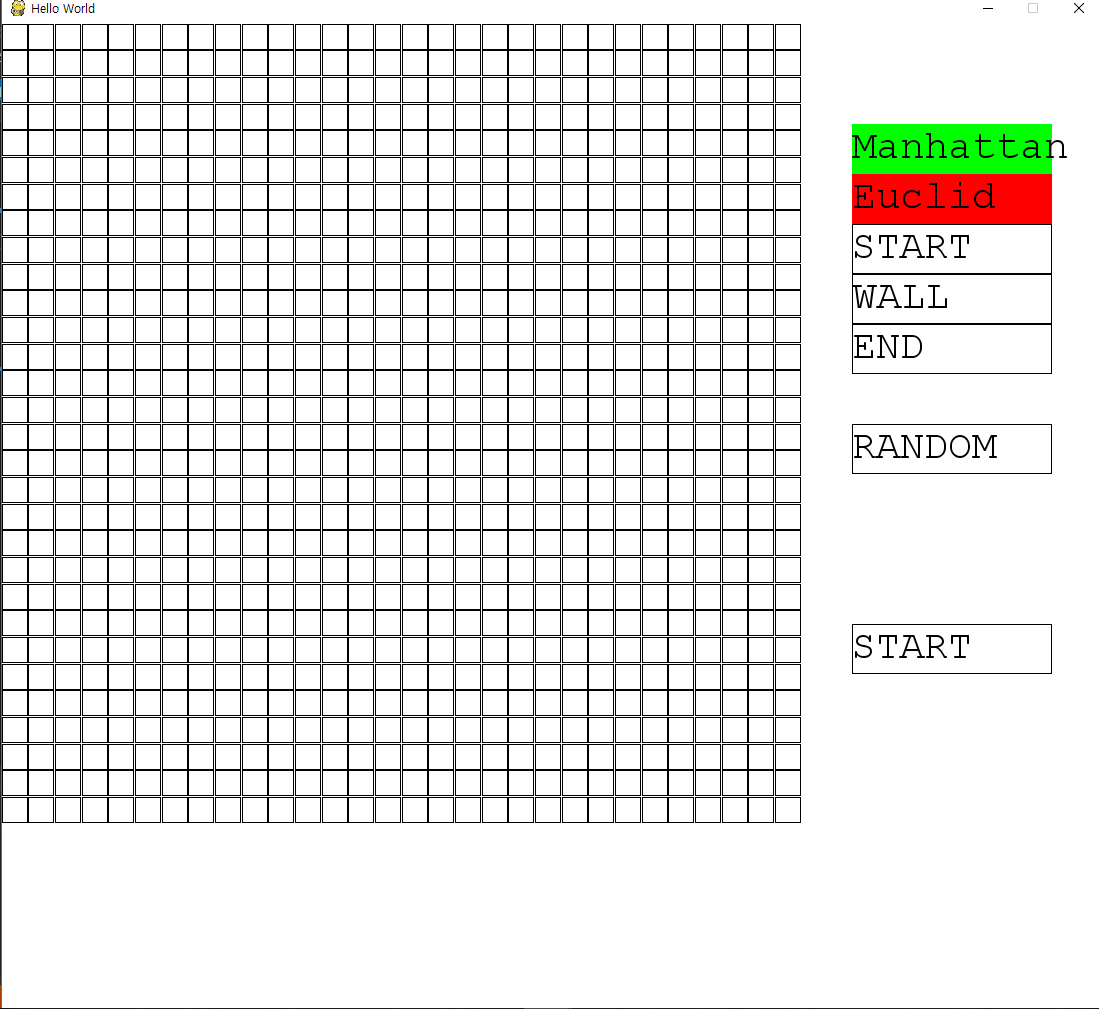 Hello World
Manhattan
Euclid
START
WALL
END
RANDOM
START